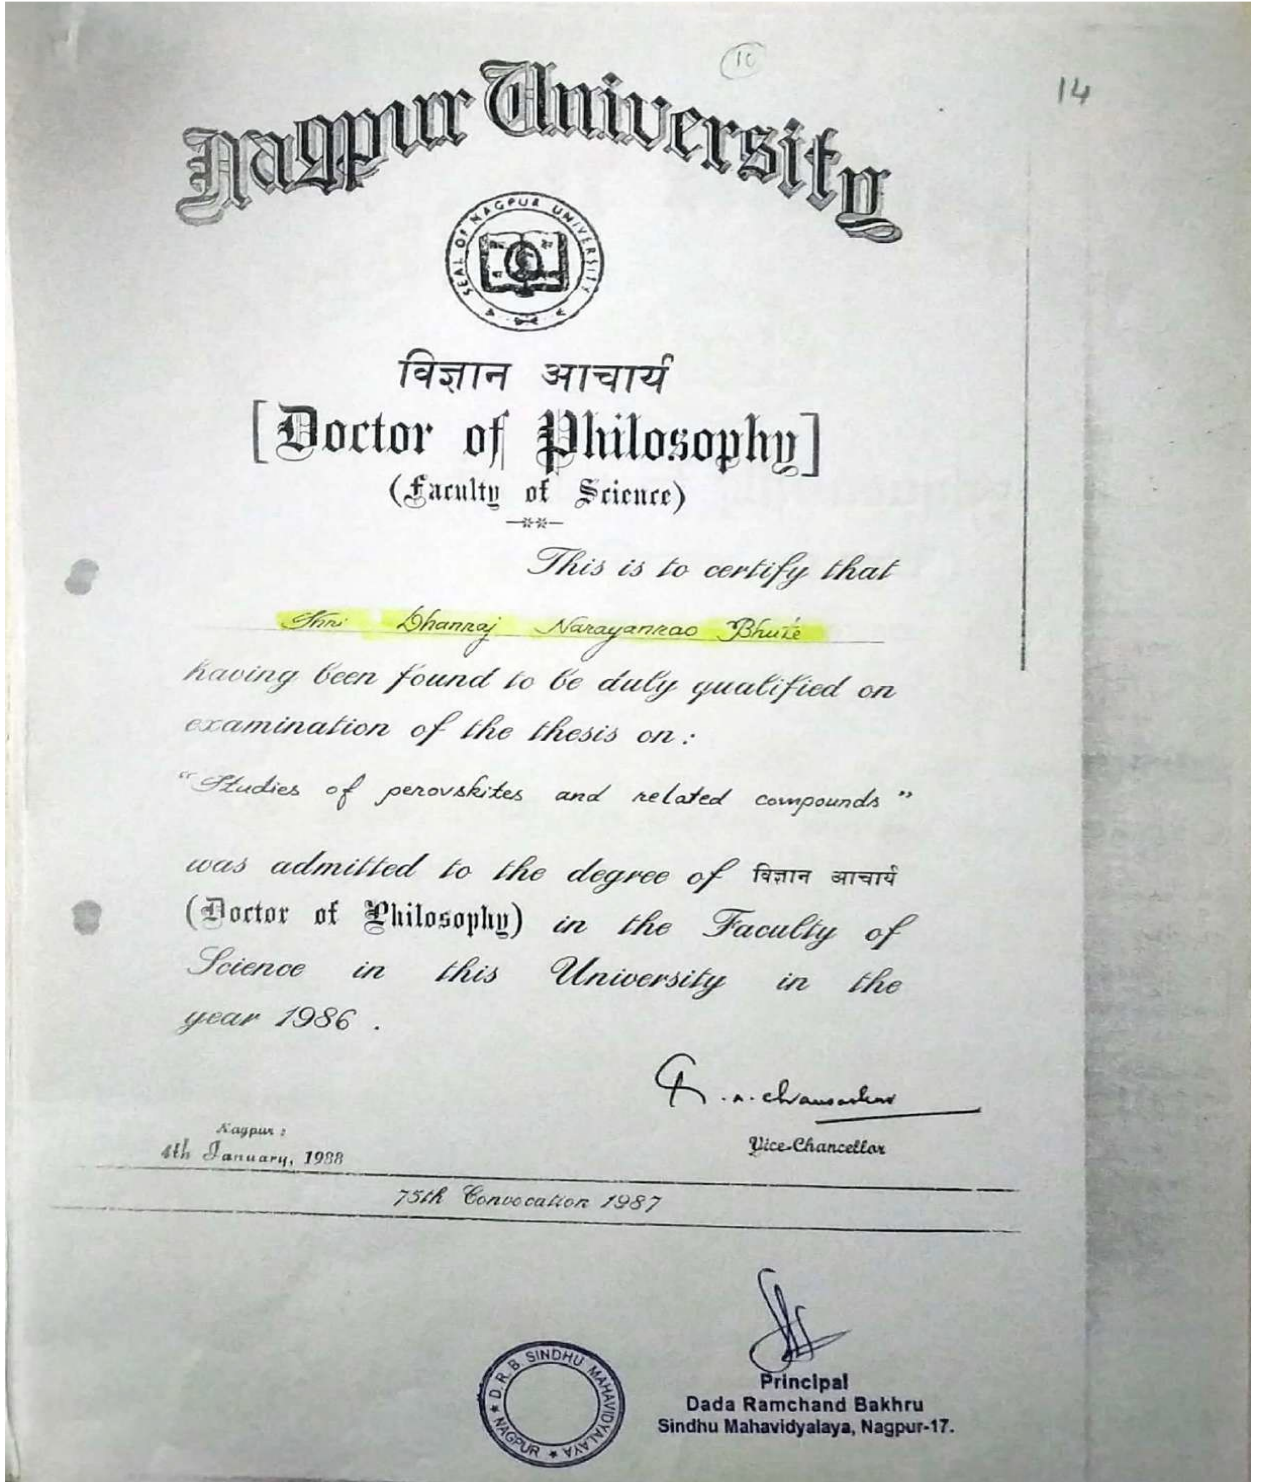 10
14
Nagpur University
SEAL OF NAGPUR UNIVERSITY
विज्ञान आचार्य
[Doctor of Philosophy]
(Faculty of Science)
This is to certify that
Shri Dhanraj Narayanrao Bhute
having been found to be duly qualified on
examination of the thesis on :
"Studies of perovskites and related compounds"
was admitted to the degree of विज्ञान आचार्य
(Doctor of Philosophy) in the Faculty of
Science in this University in the
year 1986 .
Nagpur :
4th January, 1988
Vice-Chancellor
75th Convocation 1987
D. R. B. SINDHU MAHAVIDYALAYA
NAGPUR
Principal
Dada Ramchand Bakhru
Sindhu Mahavidyalaya, Nagpur-17.